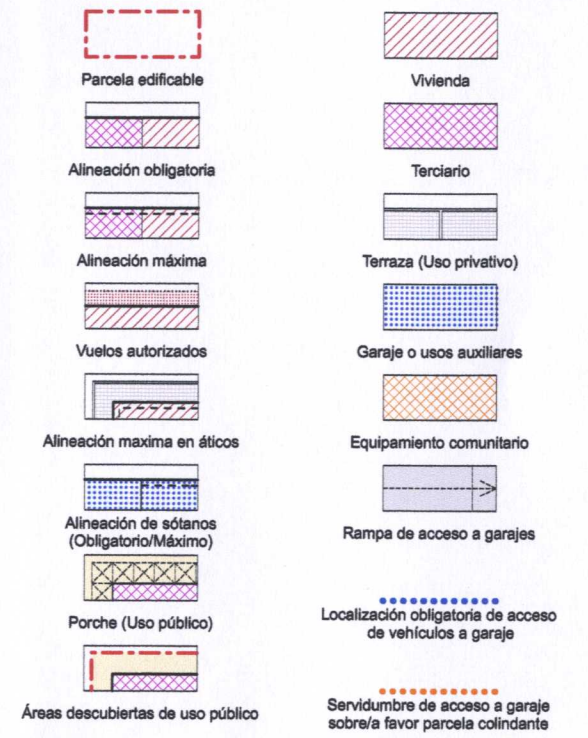 Parcela edificable
Alineación obligatoria
Alineación máxima
Vuelos autorizados
Alineación maxima en áticos
Alineación de sótanos
(Obligatorio/Máximo)
Porche (Uso público)
Áreas descubiertas de uso público
Vivienda
Terciario
Terraza (Uso privativo)
Garaje o usos auxiliares
Equipamiento comunitario
Rampa de acceso a garajes
Localización obligatoria de acceso
de vehículos a garaje
Servidumbre de acceso a garaje
sobre/a favor parcela colindante